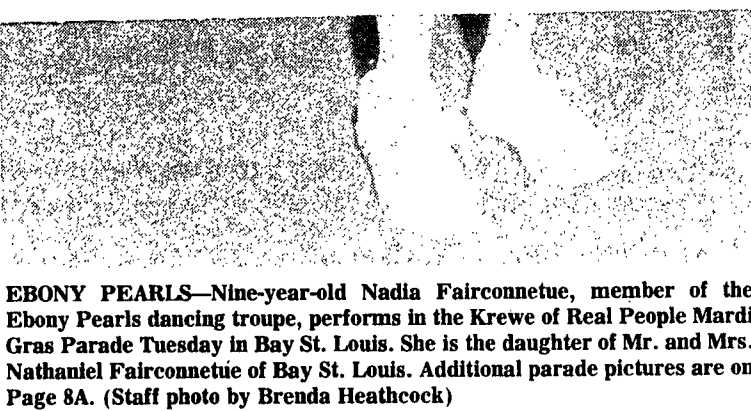 EBONY PEARLS—Nine-year-old Nadia Fairconnetue, member of the
Ebony Pearls dancing troupe, performs in the Krewe of Real People Mardi
Gras Parade Tuesday in Bay St. Louis. She is the daughter of Mr. and Mrs.
Nathaniel Fairconnetue of Bay St. Louis. Additional parade pictures are on
Page 8A. (Staff photo by Brenda Heathcock)